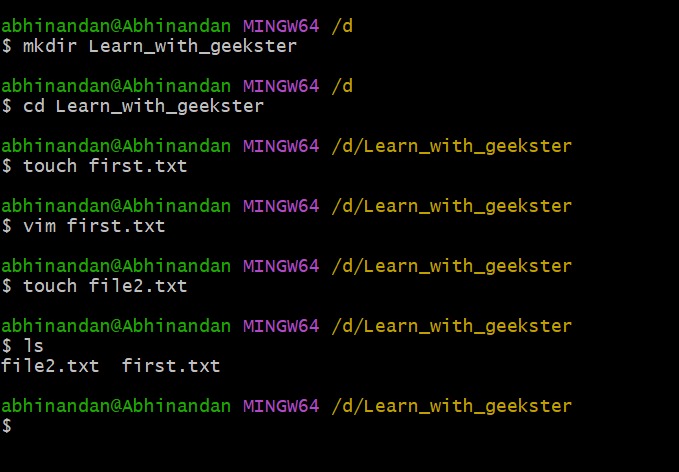 abhinandan@Abhinandan MINGW64 /d
$ mkdir Learn_with_geekster
abhinandan@Abhinandan MINGW64 /d
$ cd Learn_with_geekster
abhinandan@Abhinandan MINGW64 /d/Learn_with_geekster
$ touch first.txt
abhinandan@Abhinandan MINGW64 /d/Learn_with_geekster
$ vim first.txt
abhinandan@Abhinandan MINGW64 /d/Learn_with_geekster
$ touch file2.txt
abhinandan@Abhinandan MINGW64 /d/Learn_with_geekster
$ ls
file2.txt  first.txt
abhinandan@Abhinandan MINGW64 /d/Learn_with_geekster
$